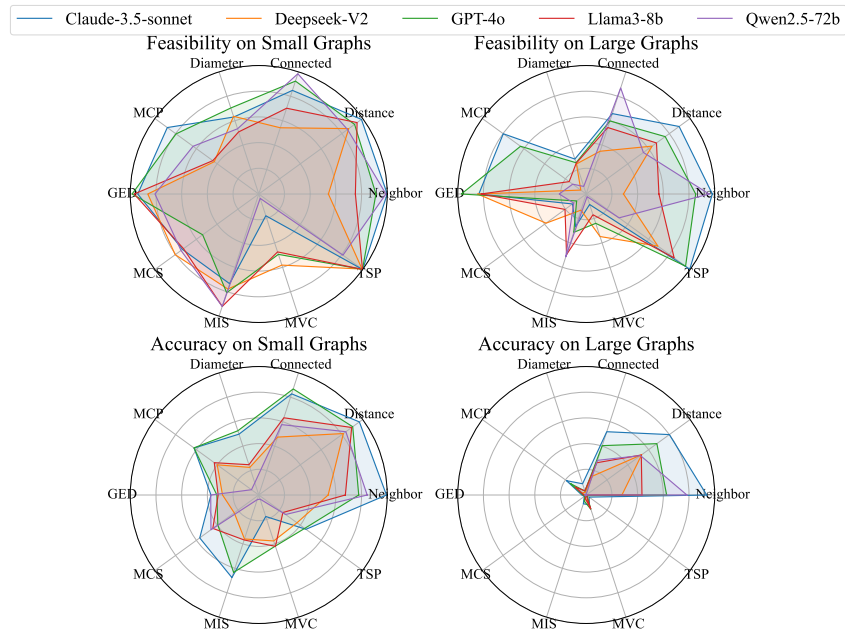 Claude-3.5-sonnet Deepseek-V2 GPT-4o Llama3-8b Qwen2.5-72b
Feasibility on Small Graphs Feasibility on Large Graphs
Diameter Connected Diameter Connected
MCP Distance MCP Distance
GED Neighbor GED Neighbor
MCS TSP MCS TSP
MIS MVC MIS MVC
Accuracy on Small Graphs Accuracy on Large Graphs
Diameter Connected Diameter Connected
MCP Distance MCP Distance
GED Neighbor GED Neighbor
MCS TSP MCS TSP
MIS MVC MIS MVC